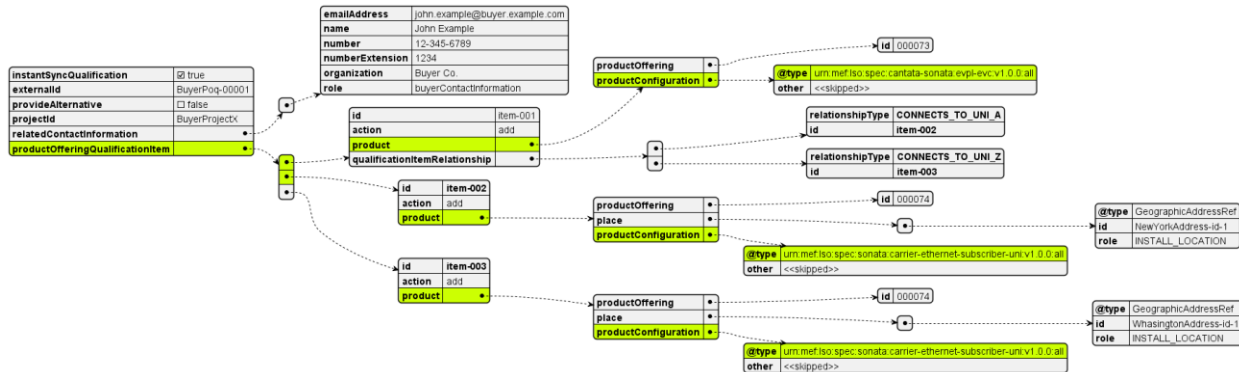 emailAddress john.example@buyer.example.com
name John Example
number 12-345-6789
numberExtension 1234
organization Buyer Co.
role buyerContactInformation
instantSyncQualification ☑ true
externalId BuyerPoq-00001
provideAlternative ☐ false
projectId BuyerProjectX
relatedContactInformation
productOfferingQualificationItem
id item-001
action add
product
qualificationItemRelationship
productOffering
productConfiguration
id 000073
@type urn:mef:lso:spec:cantata-sonata:evpl-evc:v1.0.0:all
other <<skipped>>
relationshipType CONNECTS_TO_UNI_A
id item-002
relationshipType CONNECTS_TO_UNI_Z
id item-003
id item-002
action add
product
productOffering
place
productConfiguration
id 000074
@type GeographicAddressRef
id NewYorkAddress-id-1
role INSTALL_LOCATION
@type urn:mef:lso:spec:sonata:carrier-ethernet-subscriber-uni:v1.0.0:all
other <<skipped>>
id item-003
action add
product
productOffering
place
productConfiguration
id 000074
@type GeographicAddressRef
id WhasingtonAddress-id-1
role INSTALL_LOCATION
@type urn:mef:lso:spec:sonata:carrier-ethernet-subscriber-uni:v1.0.0:all
other <<skipped>>